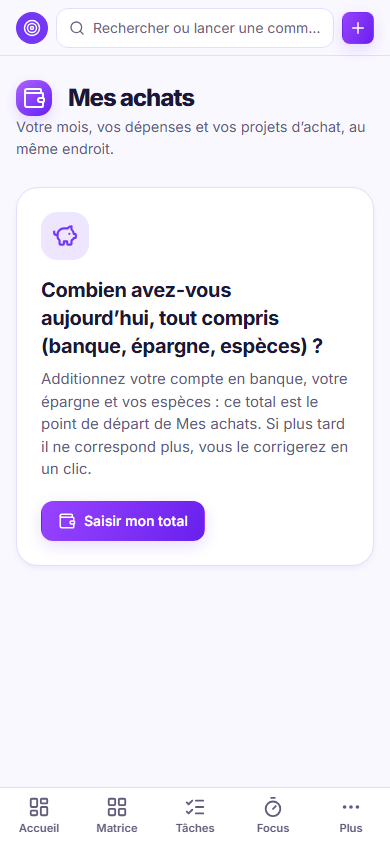 Rechercher ou lancer une comm...
Mes achats
Votre mois, vos dépenses et vos projets d’achat, au
même endroit.
Combien avez-vous
aujourd’hui, tout compris
(banque, épargne, espèces) ?
Additionnez votre compte en banque, votre
épargne et vos espèces : ce total est le
point de départ de Mes achats. Si plus tard
il ne correspond plus, vous le corrigerez en
un clic.
Saisir mon total
Accueil
Matrice
Tâches
Focus
Plus